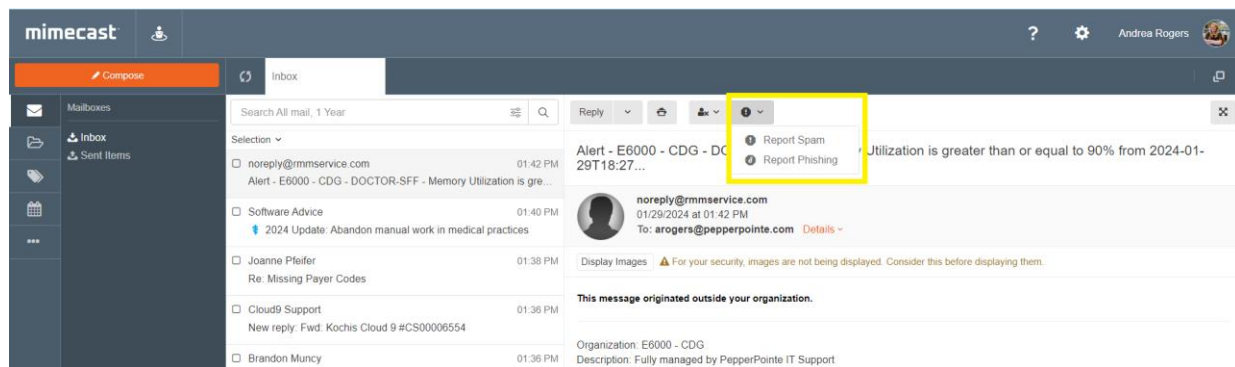 mimecast
? Andrea Rogers
Compose
Inbox
Mailboxes
Inbox
Sent Items
Search All mail, 1 Year
Selection
noreply@rmmservice.com 01:42 PM
Alert - E6000 - CDG - DOCTOR-SFF - Memory Utilization is gre...
Software Advice 01:40 PM
2024 Update: Abandon manual work in medical practices
Joanne Pfeifer 01:38 PM
Re: Missing Payer Codes
Cloud9 Support 01:36 PM
New reply: Fwd: Kochis Cloud 9 #CS00006554
Brandon Muncy 01:36 PM
Reply
Report Spam
Report Phishing
Alert - E6000 - CDG - DO Utilization is greater than or equal to 90% from 2024-01-
29T18:27...
noreply@rmmservice.com
01/29/2024 at 01:42 PM
To: arogers@pepperpointe.com Details
Display Images For your security, images are not being displayed. Consider this before displaying them.
This message originated outside your organization.
Organization: E6000 - CDG
Description: Fully managed by PepperPointe IT Support